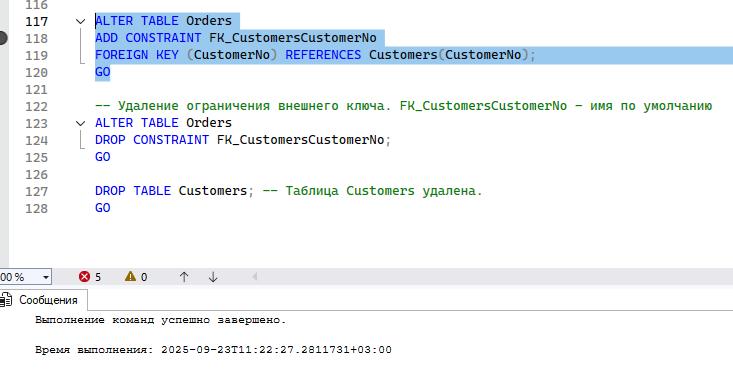 116
117 ALTER TABLE Orders
118 ADD CONSTRAINT FK_CustomersCustomerNo
119 FOREIGN KEY (CustomerNo) REFERENCES Customers(CustomerNo);
120 GO
121
122 -- Удаление ограничения внешнего ключа. FK_CustomersCustomerNo - имя по умолчанию
123 ALTER TABLE Orders
124 DROP CONSTRAINT FK_CustomersCustomerNo;
125 GO
126
127 DROP TABLE Customers; -- Таблица Customers удалена.
128 GO
00 % 5 0
Сообщения
Выполнение команд успешно завершено.
Время выполнения: 2025-09-23T11:22:27.2811731+03:00